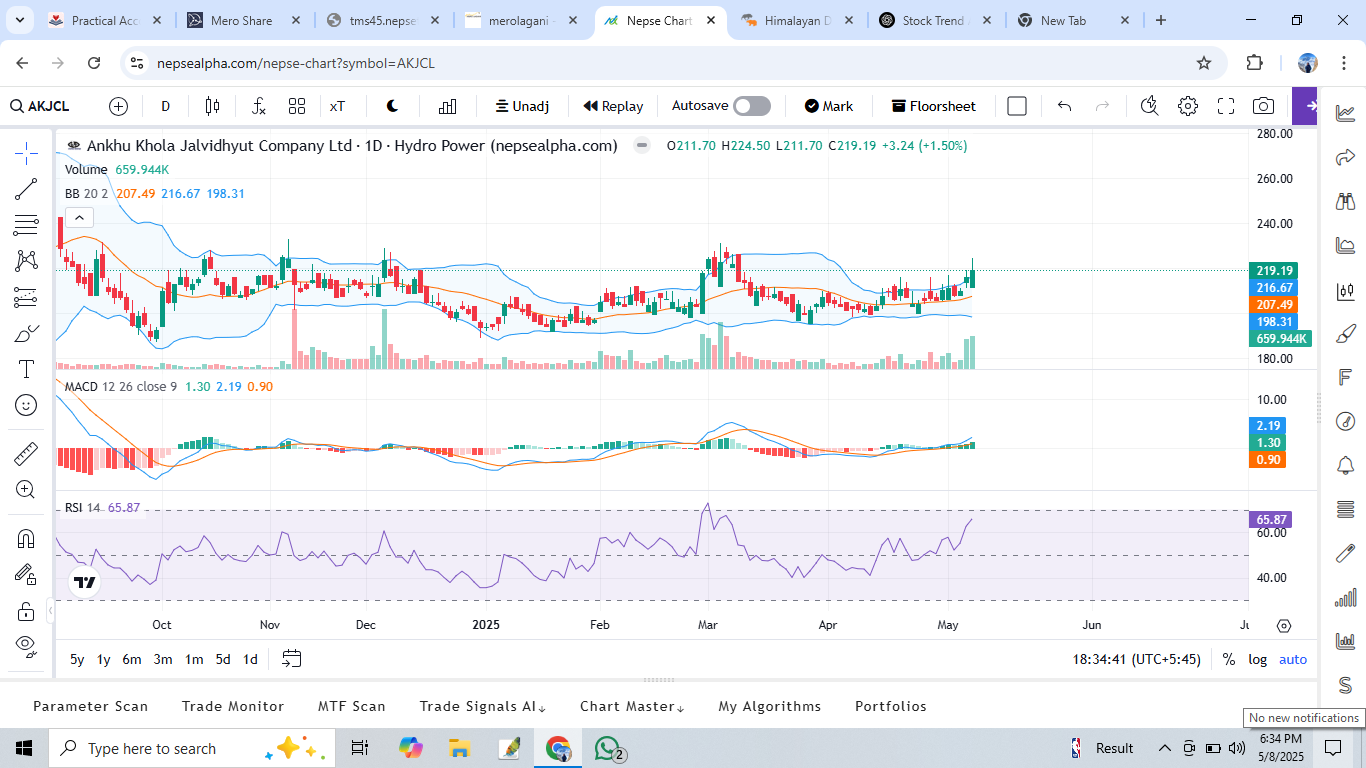 Practical Acc
Mero Share
tms45.nepse
merolagani -
Nepse Chart
Himalayan D
Stock Trend A
New Tab
nepsealpha.com/nepse-chart?symbol=AKJCL
AKJCL
D
xT
Unadj
Replay
Autosave
Mark
Floorsheet
Ankhu Khola Jalvidhyut Company Ltd · 1D · Hydro Power (nepsealpha.com)
O211.70 H224.50 L211.70 C219.19 +3.24 (+1.50%)
Volume 659.944K
BB 20 2 207.49 216.67 198.31
280.00
260.00
240.00
219.19
216.67
207.49
198.31
659.944K
180.00
MACD 12 26 close 9 1.30 2.19 0.90
10.00
2.19
1.30
0.90
RSI 14 65.87
65.87
60.00
40.00
Oct Nov Dec 2025 Feb Mar Apr May Jun Ju
5y 1y 6m 3m 1m 5d 1d
18:34:41 (UTC+5:45) % log auto
F
S
Parameter Scan Trade Monitor MTF Scan Trade Signals AI↓ Chart Master↓ My Algorithms Portfolios
No new notifications
Type here to search
2
Result
6:34 PM
5/8/2025